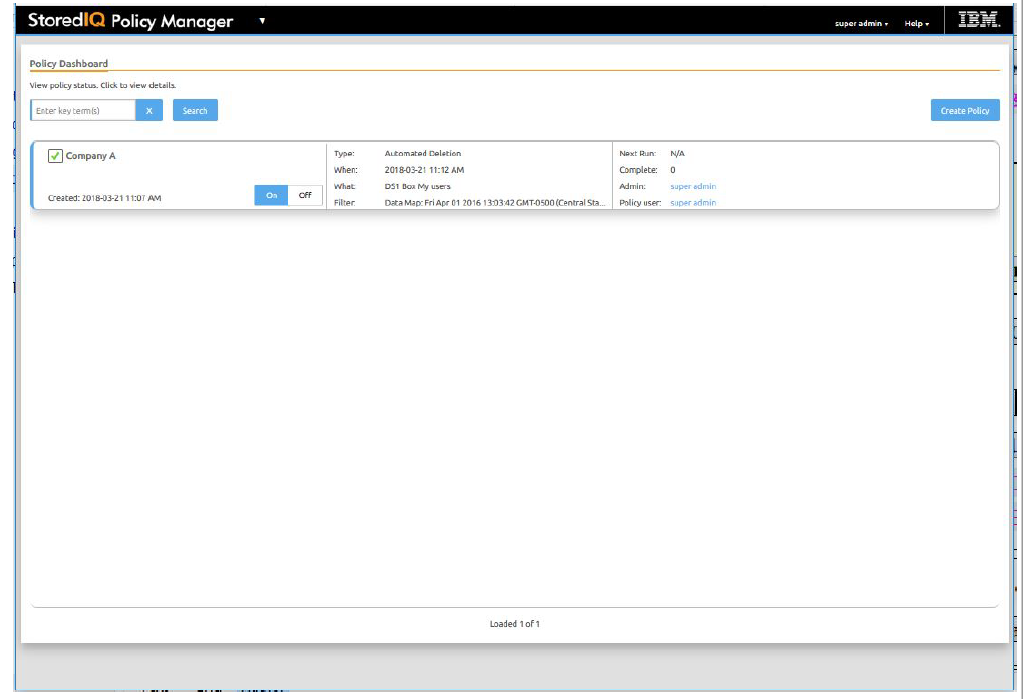 StoredIQ Policy Manager ▼ super admin ▾ Help ▾ IBM.
Policy Dashboard
View policy status. Click to view details.
Enter key term(s) × Search Create Policy
Company A
Created: 2018-03-21 11:07 AM On Off
Type: Automated Deletion
When: 2018-03-21 11:12 AM
What: DS1 Box My users
Filter: Data Map: Fri Apr 01 2016 13:03:42 GMT-0500 (Central Sta...
Next Run: N/A
Complete: 0
Admin: super admin
Policy user: super admin
Loaded 1 of 1